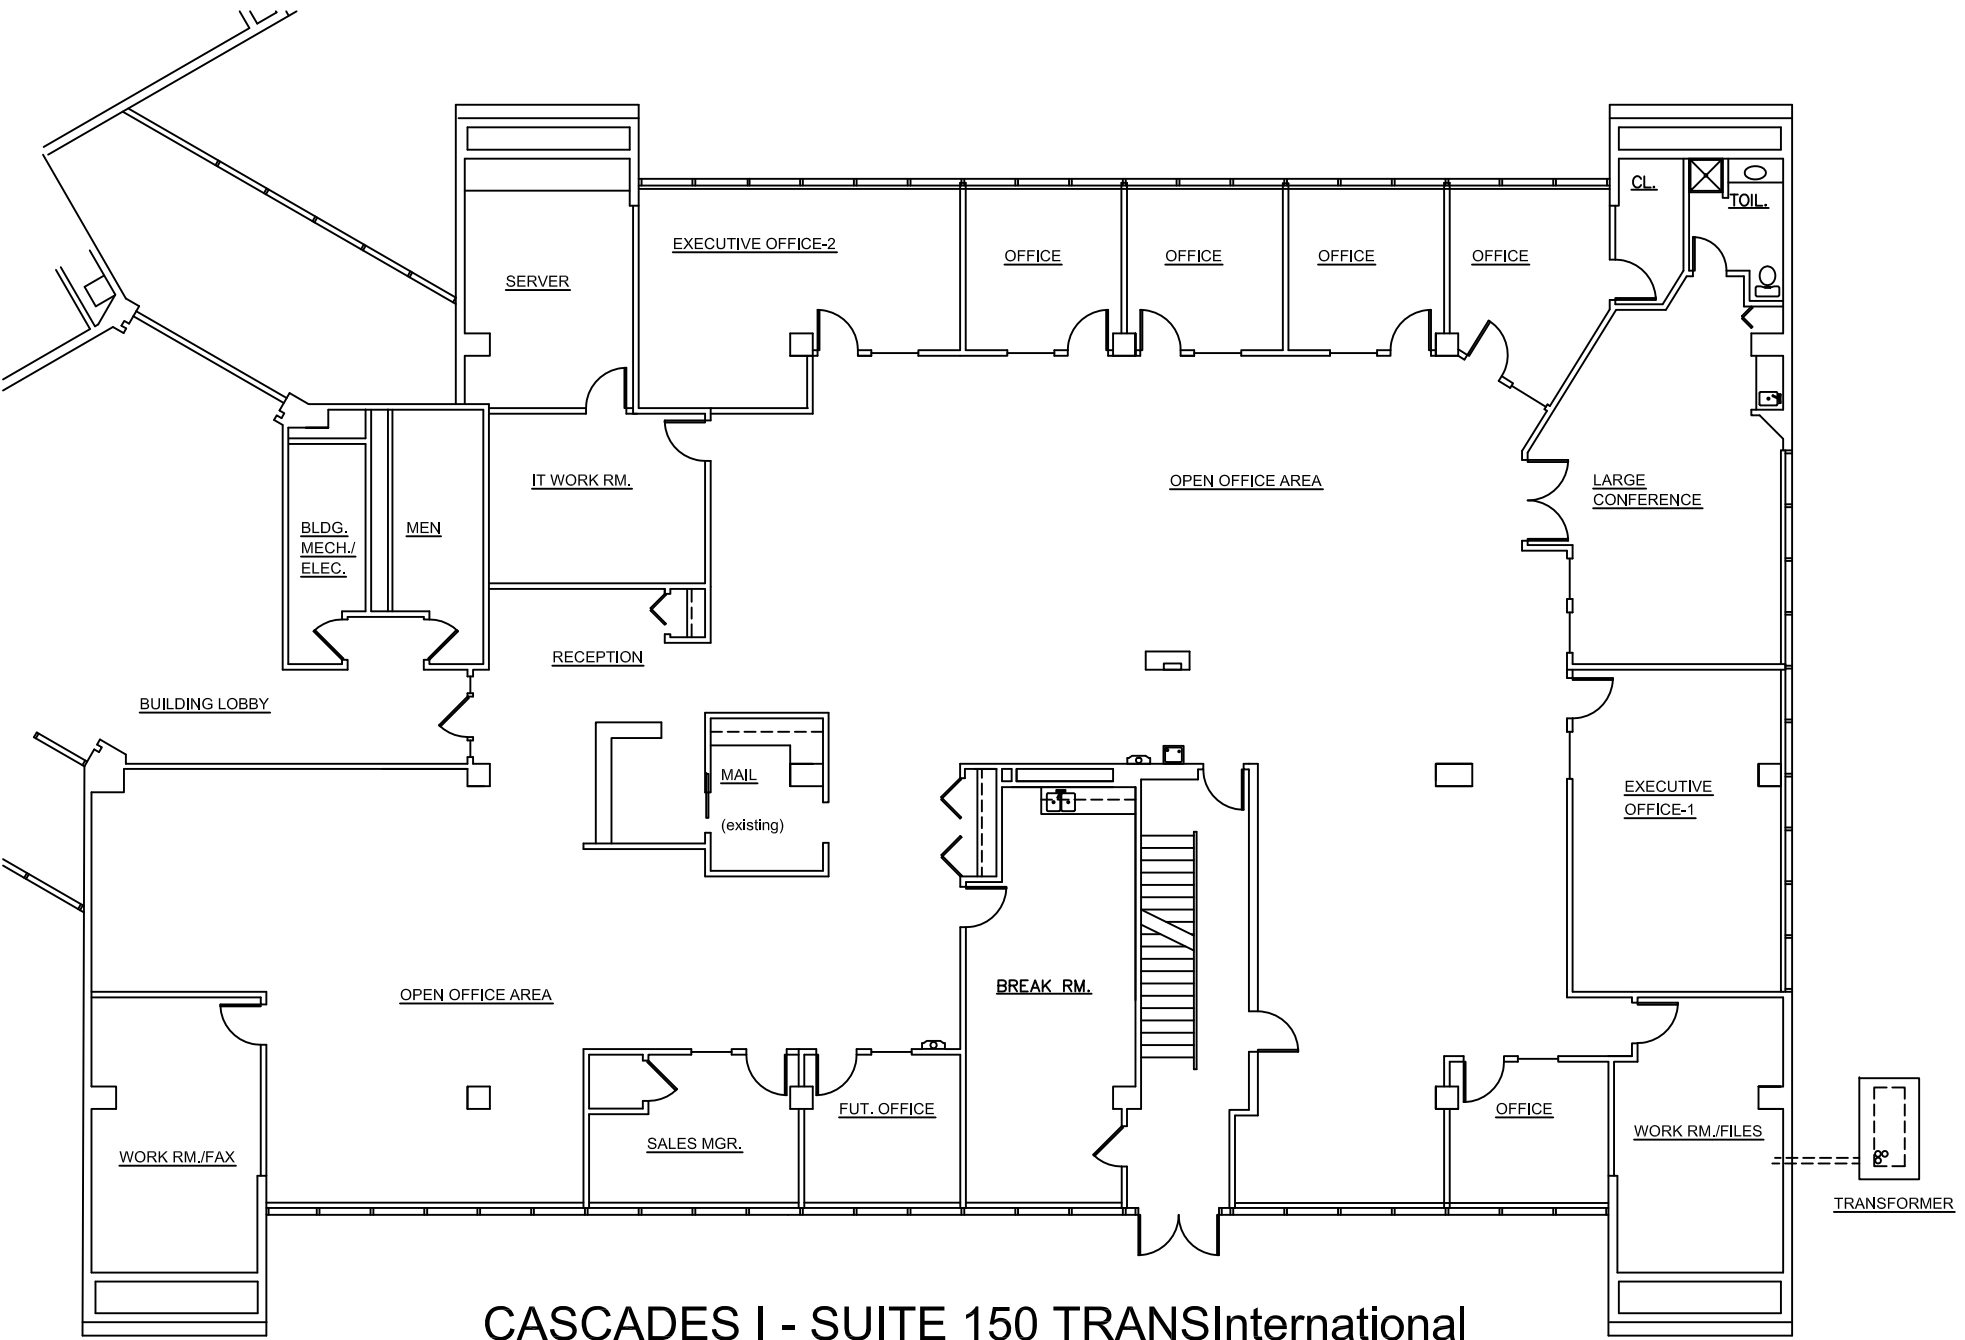 CL.
TOIL.
EXECUTIVE OFFICE-2
OFFICE
OFFICE
OFFICE
OFFICE
SERVER
IT WORK RM.
OPEN OFFICE AREA
LARGE
CONFERENCE
BLDG.
MECH./
ELEC.
MEN
RECEPTION
BUILDING LOBBY
MAIL
(existing)
EXECUTIVE
OFFICE-1
OPEN OFFICE AREA
BREAK RM.
FUT. OFFICE
OFFICE
SALES MGR.
WORK RM./FILES
WORK RM./FAX
TRANSFORMER
CASCADES I - SUITE 150 TRANSInternational